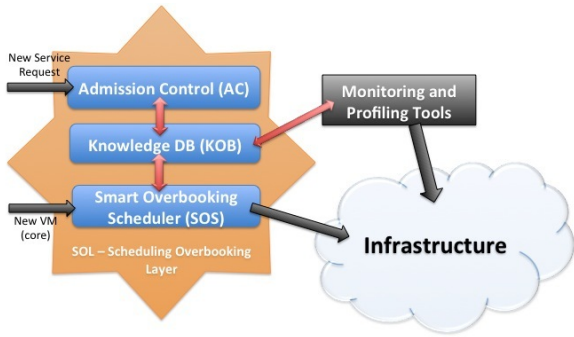 New Service
Request
Admission Control (AC)
Monitoring and
Profiling Tools
Knowledge DB (KOB)
Smart Overbooking
Scheduler (SOS)
New VM
(core)
Infrastructure
SOL – Scheduling Overbooking
Layer